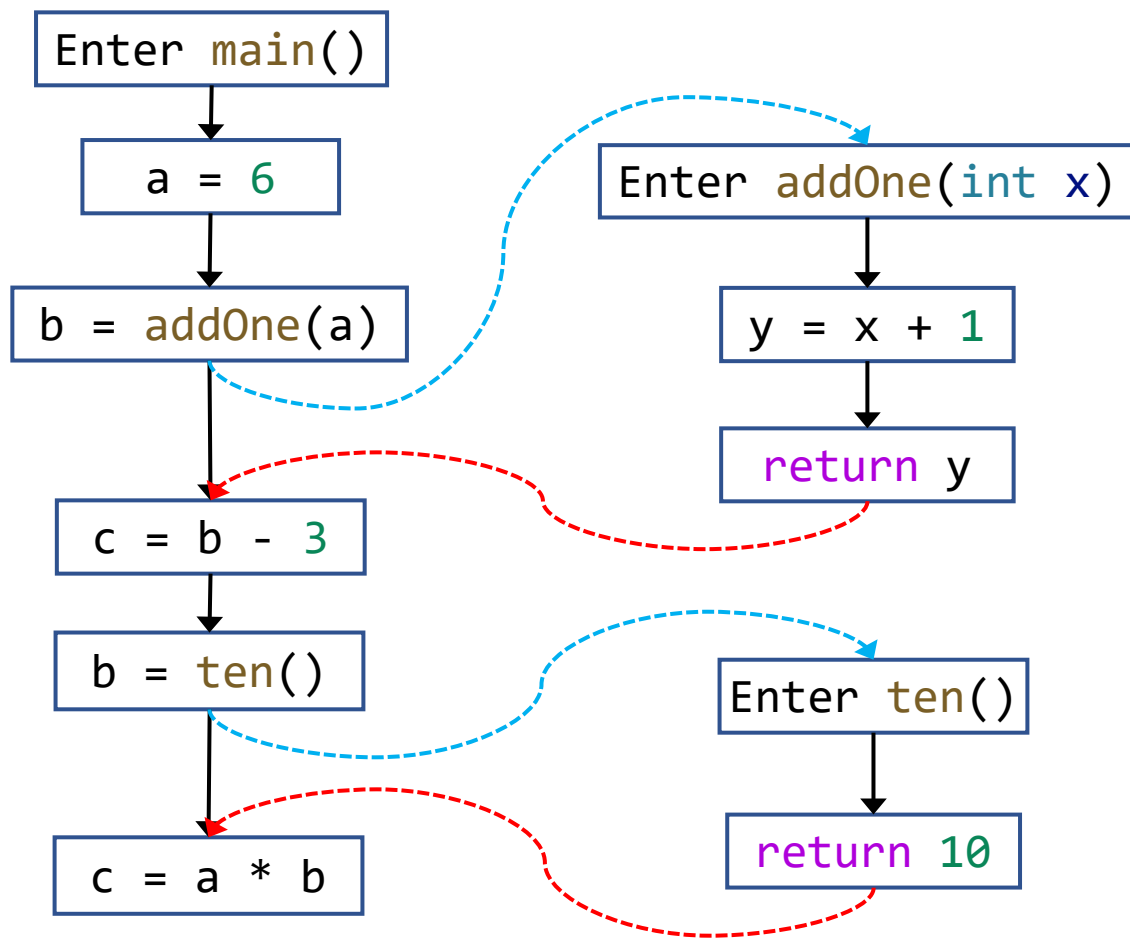 Enter main()
a = 6
b = addOne(a)
c = b - 3
b = ten()
c = a * b
Enter addOne(int x)
y = x + 1
return y
Enter ten()
return 10